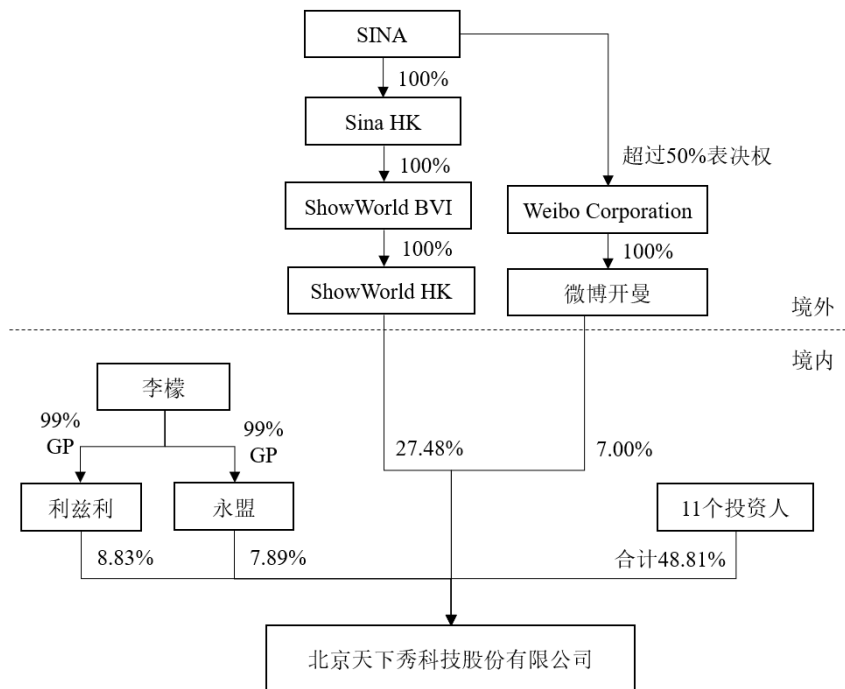 SINA
100%
Sina HK
100%
超过50%表决权
ShowWorld BVI
Weibo Corporation
100%
100%
ShowWorld HK
微博开曼
境外
境内
李檬
99%
GP
99%
GP
27.48%
7.00%
利兹利
永盟
11个投资人
8.83%
7.89%
合计48.81%
北京天下秀科技股份有限公司